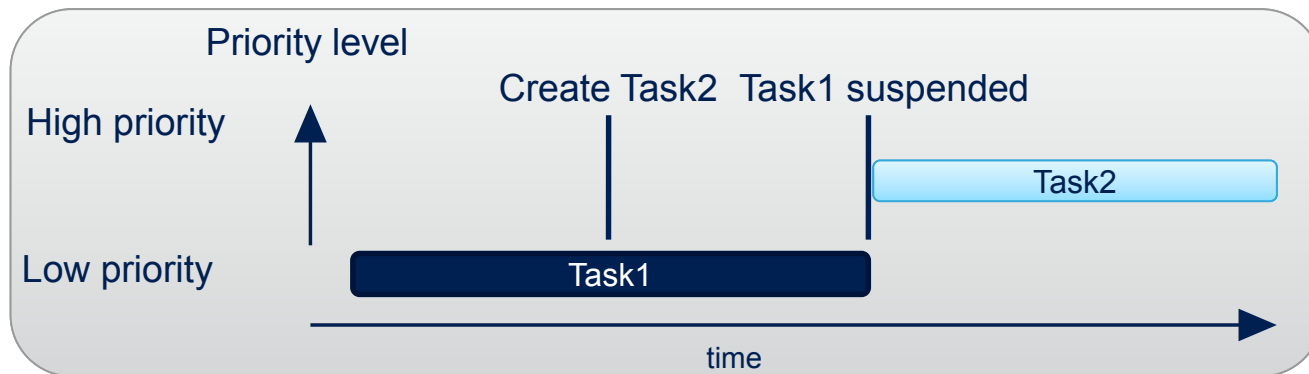 Priority level
Create Task2 Task1 suspended
High priority
Task2
Low priority
Task1
time